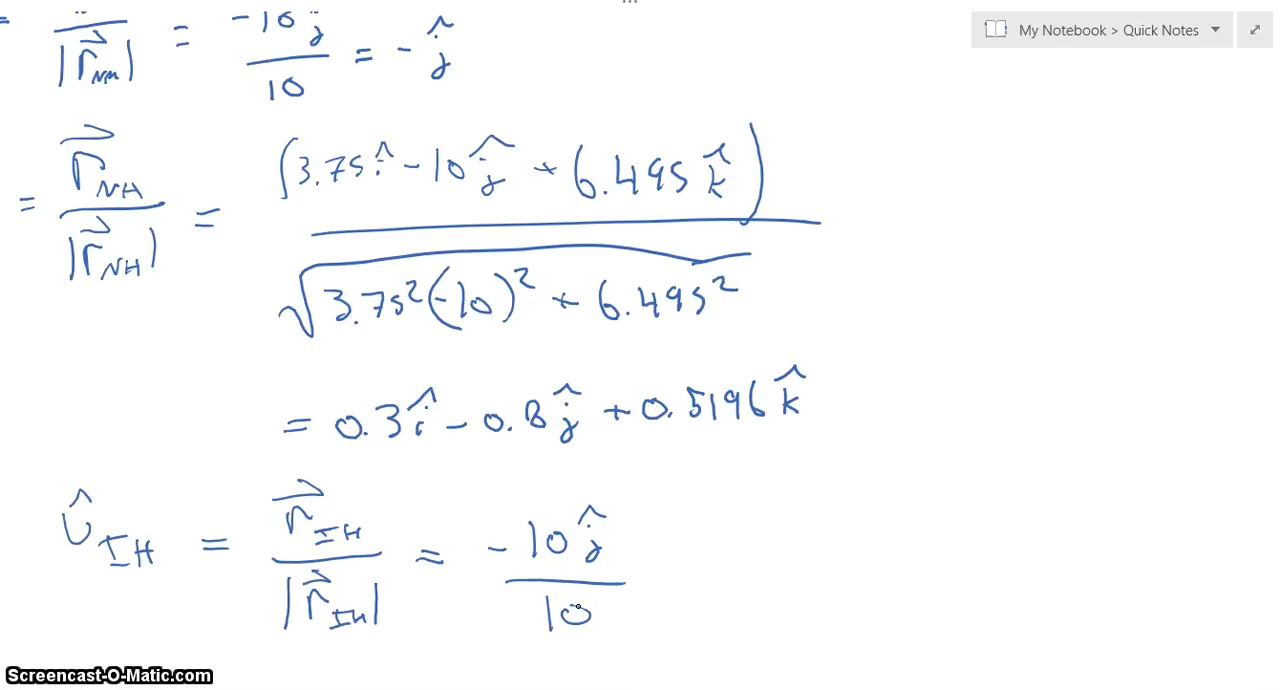 My Notebook > Quick Notes
= / |r⃗_NM| = -10ĵ / 10 = -ĵ
= r⃗_NH / |r⃗_NH| = (3.75î - 10ĵ + 6.495k̂) / √(3.75²(-10)² + 6.495²)
= 0.3î - 0.8ĵ + 0.5196k̂
Û_IH = r⃗_IH / |r⃗_IH| = -10ĵ / 10
Screencast-O-Matic.com